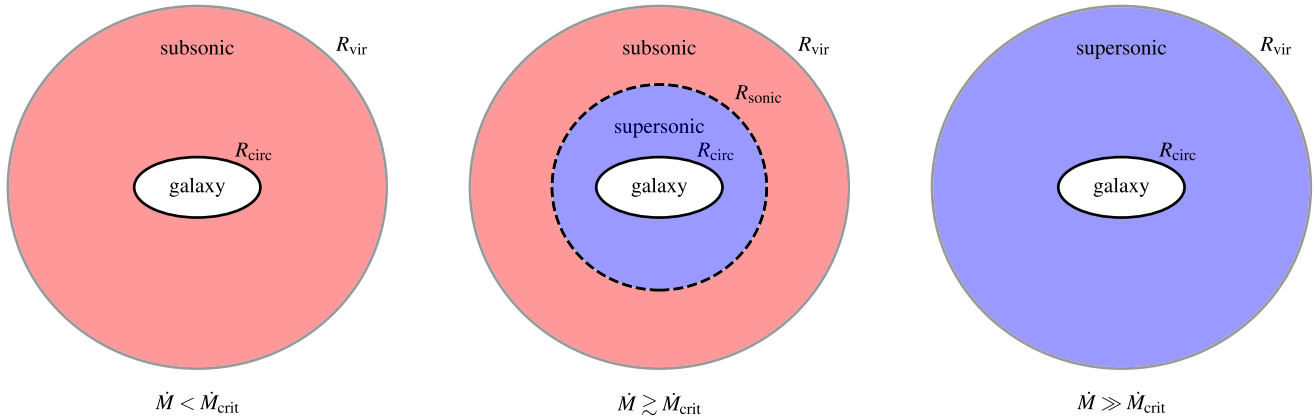 subsonic
R_vir
R_circ
galaxy
Ṁ < Ṁ_crit
subsonic
R_vir
R_sonic
supersonic
R_circ
galaxy
Ṁ ≳ Ṁ_crit
supersonic
R_vir
R_circ
galaxy
Ṁ ≫ Ṁ_crit